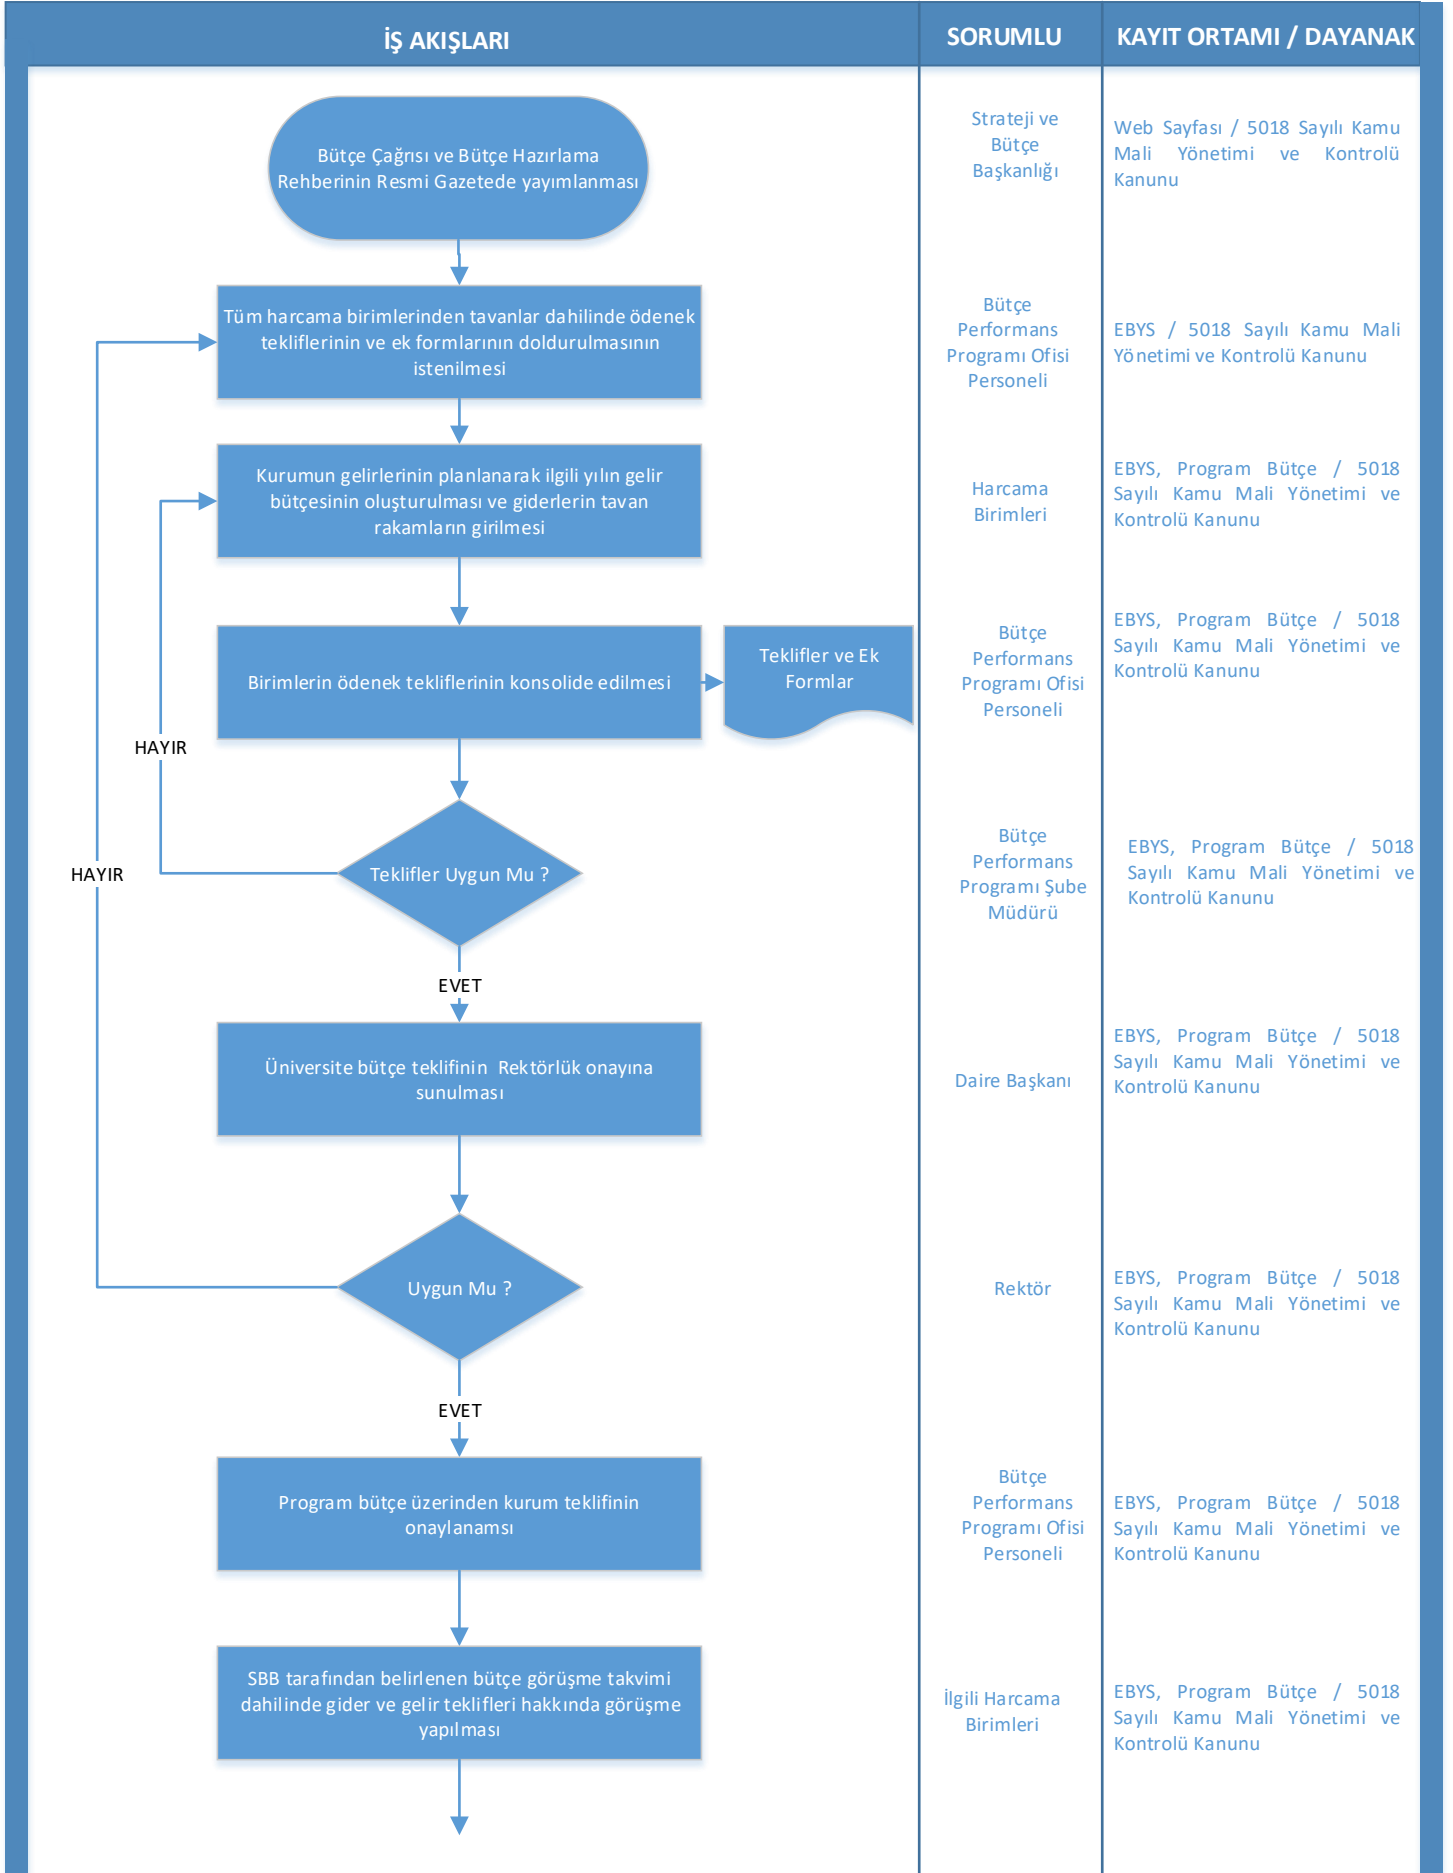 İŞ AKIŞLARI
SORUMLU
KAYIT ORTAMI / DAYANAK
Bütçe Çağrısı ve Bütçe Hazırlama
Rehberinin Resmi Gazetede yayımlanması
Strateji ve
Bütçe
Başkanlığı
Web Sayfası / 5018 Sayılı Kamu
Mali Yönetimi ve Kontrolü
Kanunu
Tüm harcama birimlerinden tavanlar dahilinde ödenek
tekliflerinin ve ek formlarının doldurulmasının
istenilmesi
Bütçe
Performans
Programı Ofisi
Personeli
EBYS / 5018 Sayılı Kamu Mali
Yönetimi ve Kontrolü Kanunu
Kurumun gelirlerinin planlanarak ilgili yılın gelir
bütçesinin oluşturulması ve giderlerin tavan
rakamların girilmesi
Harcama
Birimleri
EBYS, Program Bütçe / 5018
Sayılı Kamu Mali Yönetimi ve
Kontrolü Kanunu
Birimlerin ödenek tekliflerinin konsolide edilmesi
Teklifler ve Ek
Formlar
Bütçe
Performans
Programı Ofisi
Personeli
EBYS, Program Bütçe / 5018
Sayılı Kamu Mali Yönetimi ve
Kontrolü Kanunu
HAYIR
HAYIR
Teklifler Uygun Mu ?
Bütçe
Performans
Programı Şube
Müdürü
EBYS, Program Bütçe / 5018
Sayılı Kamu Mali Yönetimi ve
Kontrolü Kanunu
EVET
Üniversite bütçe teklifinin Rektörlük onayına
sunulması
Daire Başkanı
EBYS, Program Bütçe / 5018
Sayılı Kamu Mali Yönetimi ve
Kontrolü Kanunu
Uygun Mu ?
Rektör
EBYS, Program Bütçe / 5018
Sayılı Kamu Mali Yönetimi ve
Kontrolü Kanunu
EVET
Program bütçe üzerinden kurum teklifinin
onaylanamsı
Bütçe
Performans
Programı Ofisi
Personeli
EBYS, Program Bütçe / 5018
Sayılı Kamu Mali Yönetimi ve
Kontrolü Kanunu
SBB tarafından belirlenen bütçe görüşme takvimi
dahilinde gider ve gelir teklifleri hakkında görüşme
yapılması
İlgili Harcama
Birimleri
EBYS, Program Bütçe / 5018
Sayılı Kamu Mali Yönetimi ve
Kontrolü Kanunu